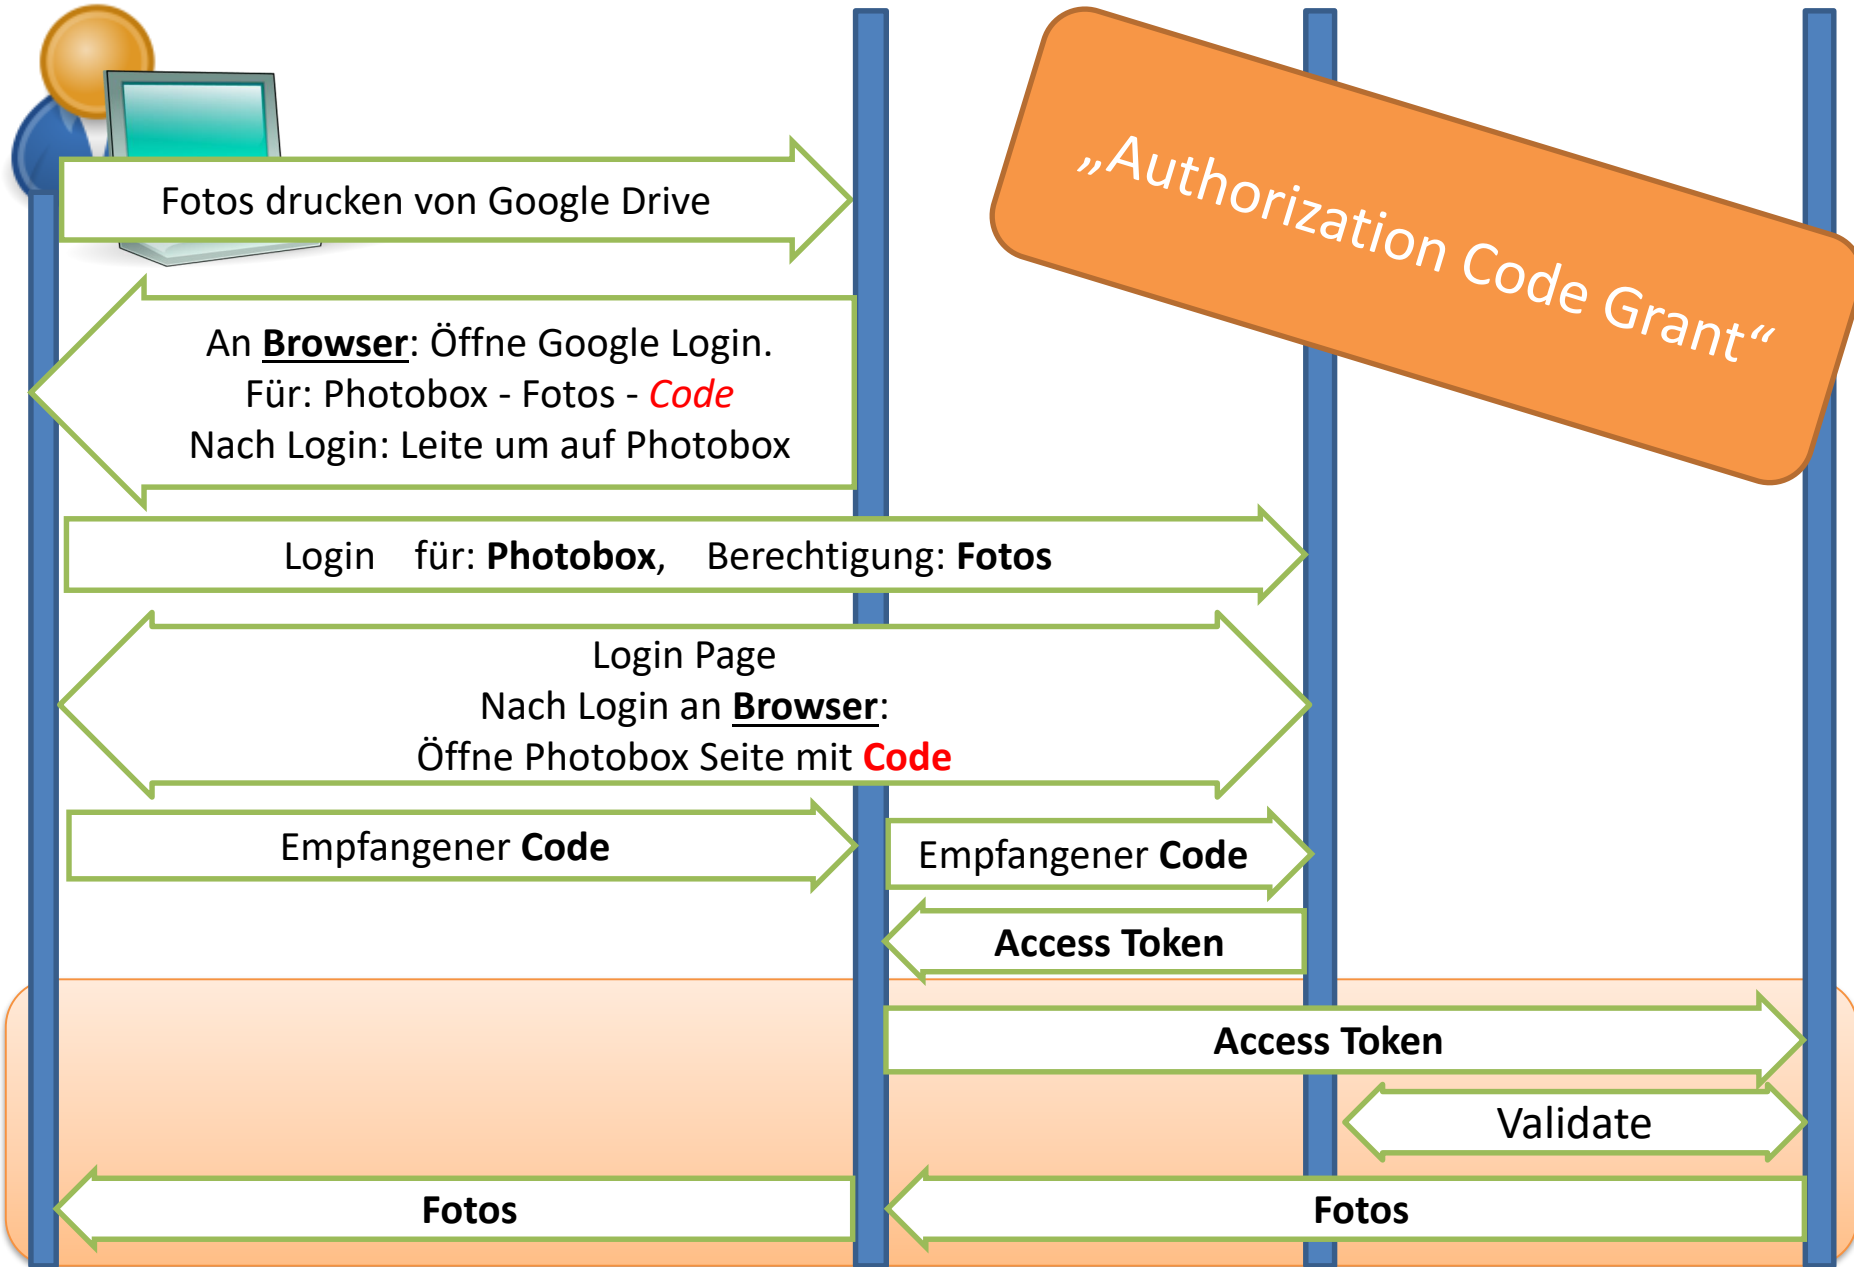 „Authorization Code Grant“
Fotos drucken von Google Drive
An Browser: Öffne Google Login.
Für: Photobox - Fotos - Code
Nach Login: Leite um auf Photobox
Login für: Photobox, Berechtigung: Fotos
Login Page
Nach Login an Browser:
Öffne Photobox Seite mit Code
Empfangener Code
Empfangener Code
Access Token
Access Token
Validate
Fotos
Fotos